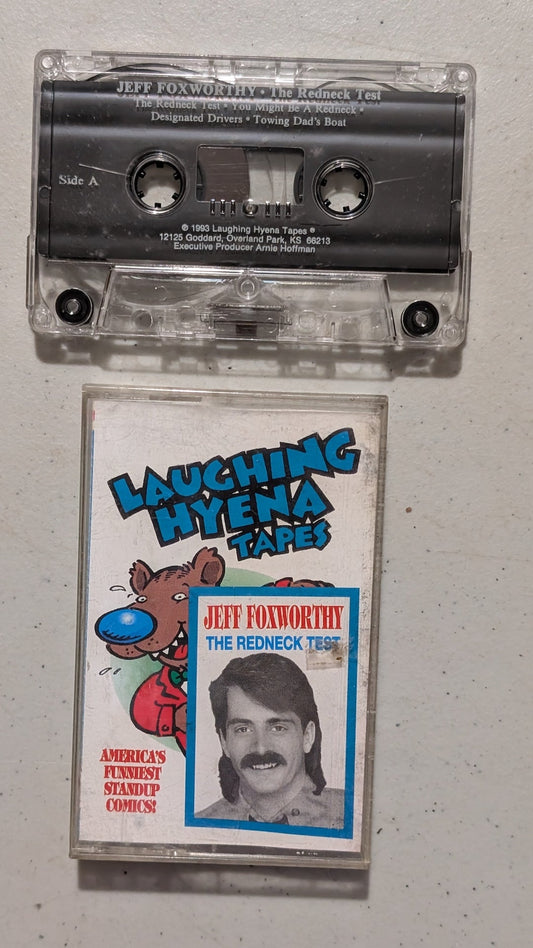 JEFF FOXWORTHY • The Redneck Test
The Redneck Test • You Might Be A Redneck •
Designated Drivers • Towing Dad's Boat
Side A
℗ 1993 Laughing Hyena Tapes ®
12125 Goddard, Overland Park, KS 66213
Executive Producer Arnie Hoffman
LAUGHING
HYENA
TAPES
JEFF FOXWORTHY
THE REDNECK TEST
AMERICA'S
FUNNIEST
STANDUP
COMICS!